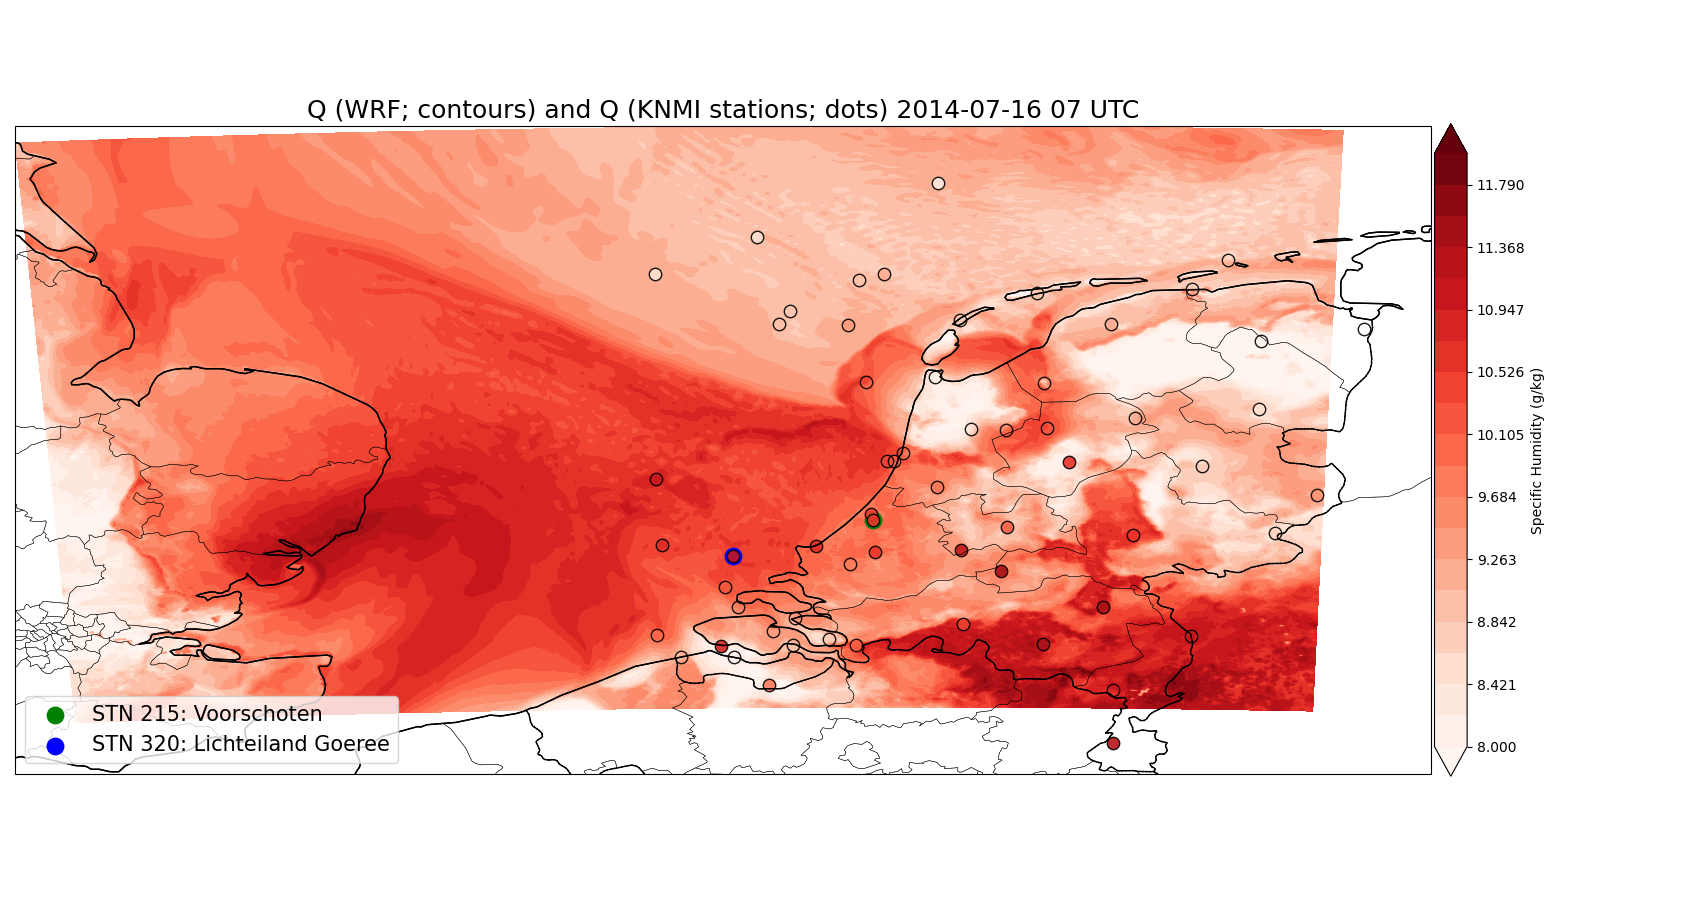 Q (WRF; contours) and Q (KNMI stations; dots) 2014-07-16 07 UTC
11.790
11.368
10.947
10.526
10.105
9.684
9.263
8.842
8.421
8.000
Specific Humidity (g/kg)
STN 215: Voorschoten
STN 320: Lichteiland Goeree